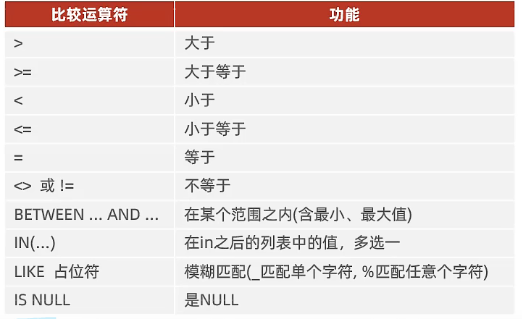 比较运算符 功能
> 大于
>= 大于等于
< 小于
<= 小于等于
= 等于
<> 或 != 不等于
BETWEEN ... AND ... 在某个范围之内(含最小、最大值)
IN(...) 在in之后的列表中的值，多选一
LIKE 占位符 模糊匹配(_匹配单个字符, %匹配任意个字符)
IS NULL 是NULL